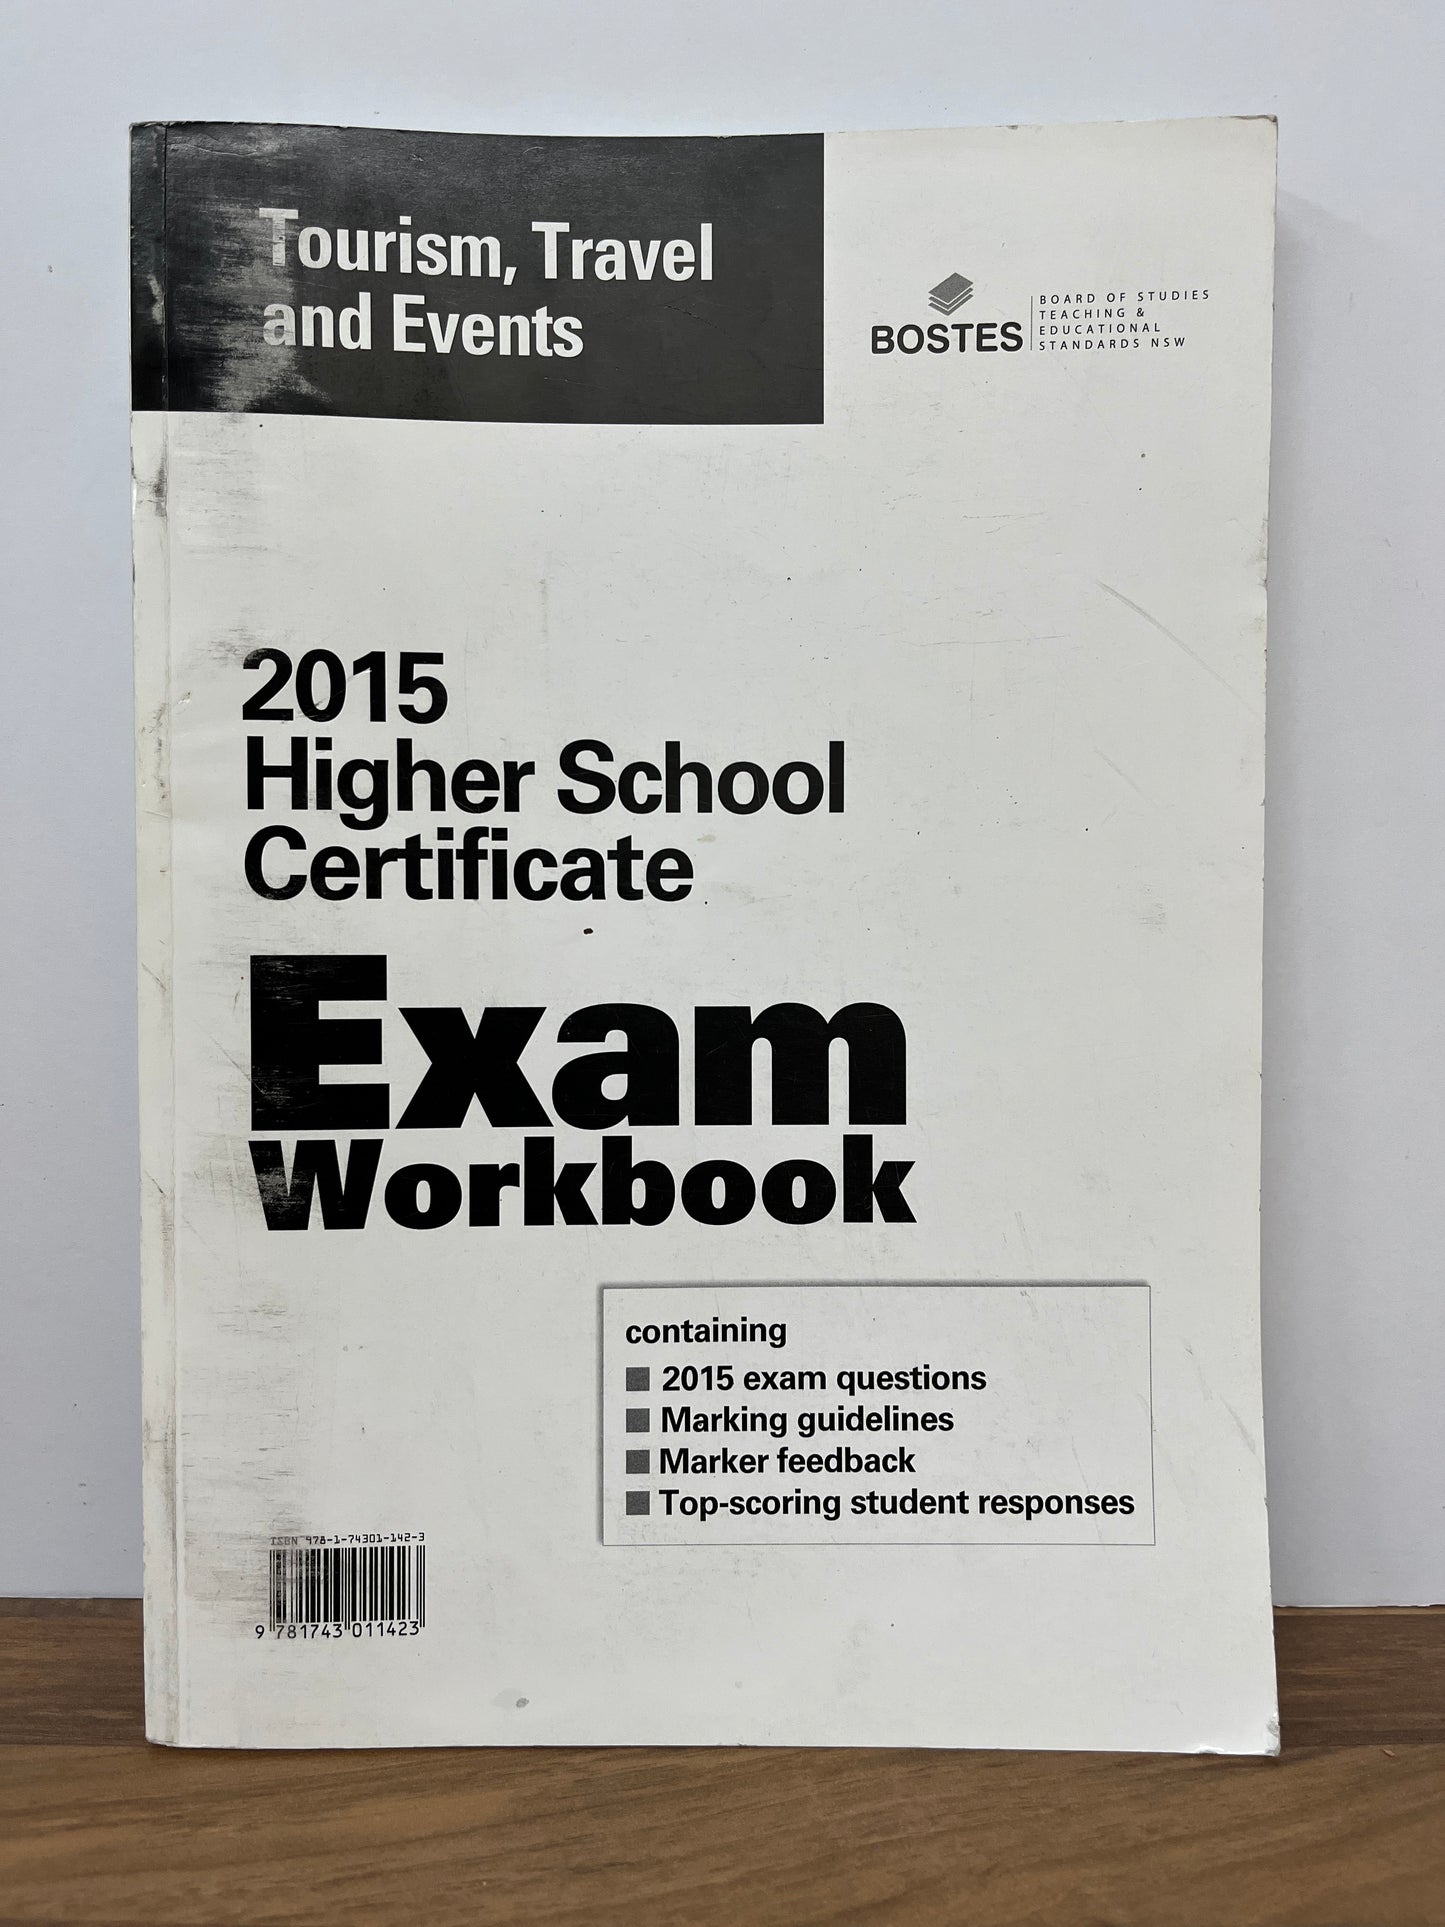 Tourism, Travel
and Events
BOSTES
BOARD OF STUDIES
TEACHING &
EDUCATIONAL
STANDARDS NSW
2015
Higher School
Certificate
Exam
Workbook
containing
2015 exam questions
Marking guidelines
Marker feedback
Top-scoring student responses
ISBN 978-1-74301-142-3
9 781743 011423